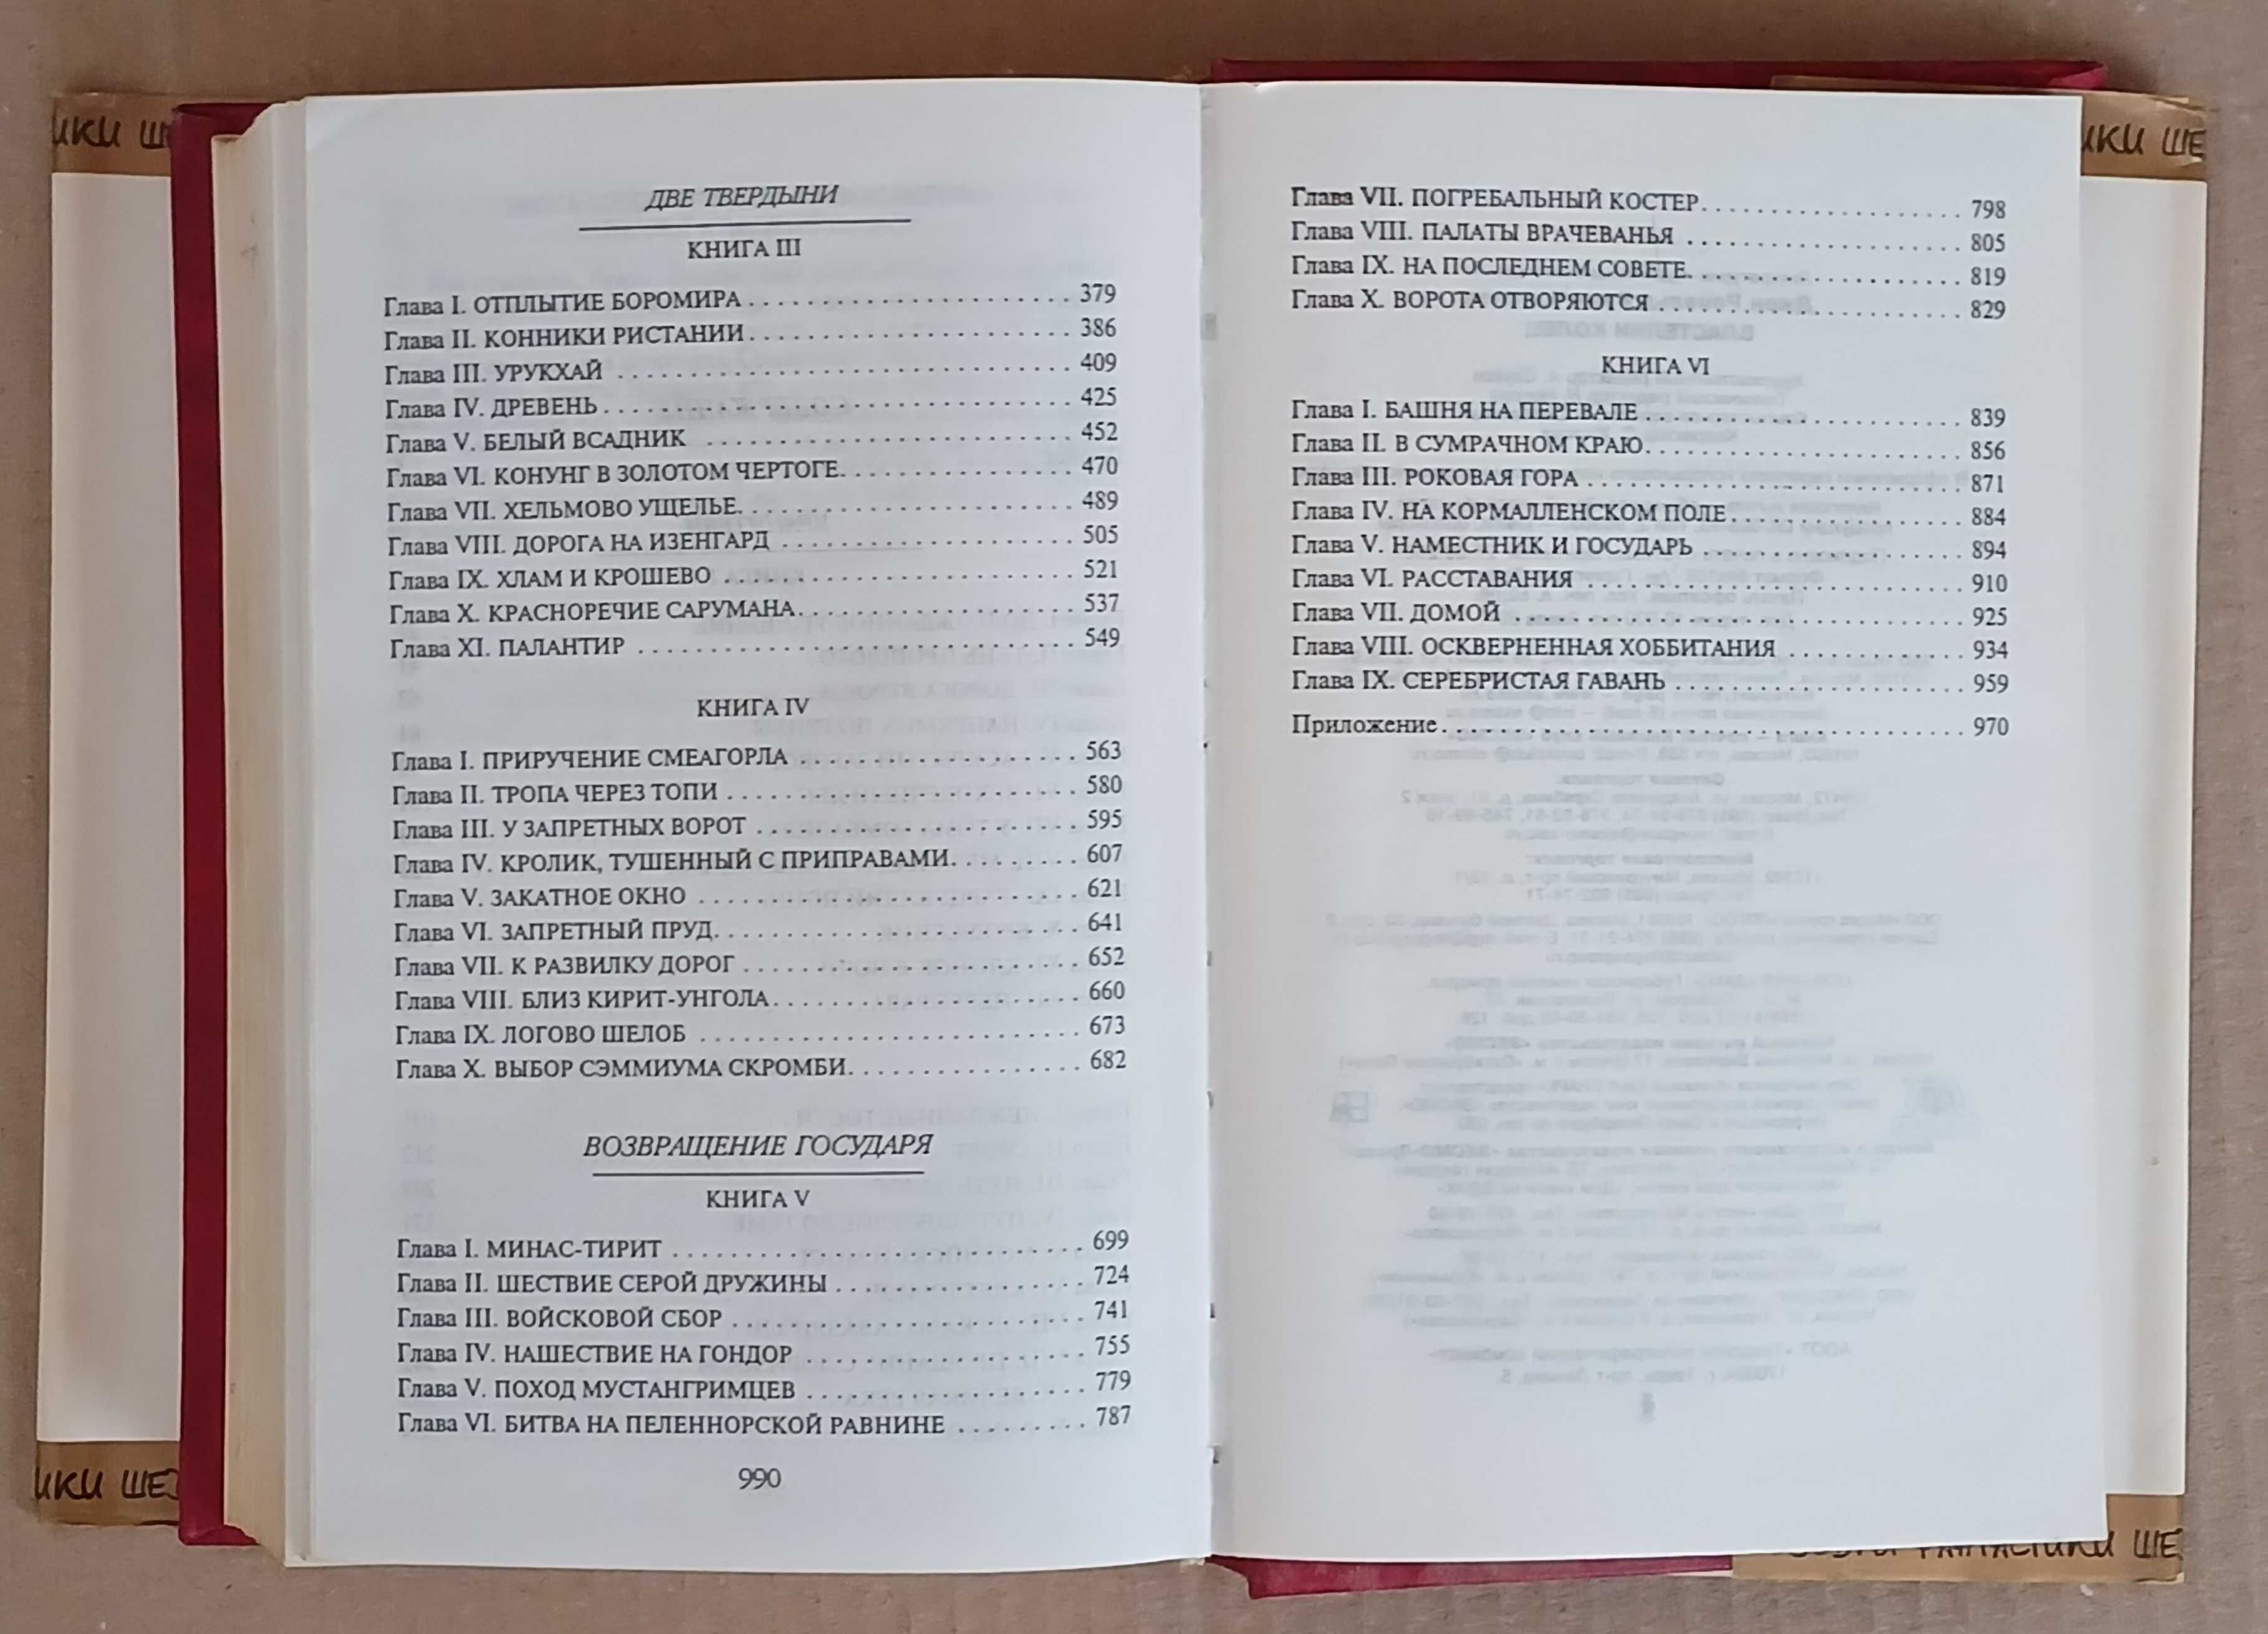 ДВЕ ТВЕРДЫНИ
КНИГА III
Глава I. ОТПЛЫТИЕ БОРОМИРА. . . . . . . . . . . . . . . . . . . . . 379
Глава II. КОННИКИ РИСТАНИИ. . . . . . . . . . . . . . . . . . . . . 386
Глава III. УРУКХАЙ . . . . . . . . . . . . . . . . . . . . . 409
Глава IV. ДРЕВЕНЬ. . . . . . . . . . . . . . . . . . . . . 425
Глава V. БЕЛЫЙ ВСАДНИК . . . . . . . . . . . . . . . . . . . . . 452
Глава VI. КОНУНГ В ЗОЛОТОМ ЧЕРТОГЕ. . . . . . . . . . . . . . 470
Глава VII. ХЕЛЬМОВО УЩЕЛЬЕ. . . . . . . . . . . . . . . . . . . . . 489
Глава VIII. ДОРОГА НА ИЗЕНГАРД . . . . . . . . . . . . . . . . . . 505
Глава IX. ХЛАМ И КРОШЕВО . . . . . . . . . . . . . . . . . . . . . 521
Глава X. КРАСНОРЕЧИЕ САРУМАНА. . . . . . . . . . . . . . . . . 537
Глава XI. ПАЛАНТИР . . . . . . . . . . . . . . . . . . . . . 549
КНИГА IV
Глава I. ПРИРУЧЕНИЕ СМЕАГОРЛА . . . . . . . . . . . . . . . . . 563
Глава II. ТРОПА ЧЕРЕЗ ТОПИ . . . . . . . . . . . . . . . . . . . . . 580
Глава III. У ЗАПРЕТНЫХ ВОРОТ . . . . . . . . . . . . . . . . . . . 595
Глава IV. КРОЛИК, ТУШЕННЫЙ С ПРИПРАВАМИ. . . . . . . . 607
Глава V. ЗАКАТНОЕ ОКНО . . . . . . . . . . . . . . . . . . . . . 621
Глава VI. ЗАПРЕТНЫЙ ПРУД. . . . . . . . . . . . . . . . . . . . . 641
Глава VII. К РАЗВИЛКУ ДОРОГ . . . . . . . . . . . . . . . . . . . . 652
Глава VIII. БЛИЗ КИРИТ-УНГОЛА. . . . . . . . . . . . . . . . . . 660
Глава IX. ЛОГОВО ШЕЛОБ . . . . . . . . . . . . . . . . . . . . . 673
Глава X. ВЫБОР СЭММИУМА СКРОМБИ. . . . . . . . . . . . . . 682
ВОЗВРАЩЕНИЕ ГОСУДАРЯ
КНИГА V
Глава I. МИНАС-ТИРИТ . . . . . . . . . . . . . . . . . . . . . 699
Глава II. ШЕСТВИЕ СЕРОЙ ДРУЖИНЫ . . . . . . . . . . . . . . . 724
Глава III. ВОЙСКОВОЙ СБОР . . . . . . . . . . . . . . . . . . . . . 741
Глава IV. НАШЕСТВИЕ НА ГОНДОР . . . . . . . . . . . . . . . . . 755
Глава V. ПОХОД МУСТАНГРИМЦЕВ . . . . . . . . . . . . . . . . . 779
Глава VI. БИТВА НА ПЕЛЕННОРСКОЙ РАВНИНЕ . . . . . . . . 787
990
Глава VII. ПОГРЕБАЛЬНЫЙ КОСТЕР. . . . . . . . . . . . . . . . . 798
Глава VIII. ПАЛАТЫ ВРАЧЕВАНЬЯ . . . . . . . . . . . . . . . . . . 805
Глава IX. НА ПОСЛЕДНЕМ СОВЕТЕ. . . . . . . . . . . . . . . . . . 819
Глава X. ВОРОТА ОТВОРЯЮТСЯ . . . . . . . . . . . . . . . . . . . 829
КНИГА VI
Глава I. БАШНЯ НА ПЕРЕВАЛЕ . . . . . . . . . . . . . . . . . . . . 839
Глава II. В СУМРАЧНОМ КРАЮ. . . . . . . . . . . . . . . . . . . . 856
Глава III. РОКОВАЯ ГОРА . . . . . . . . . . . . . . . . . . . . . 871
Глава IV. НА КОРМАЛЛЕНСКОМ ПОЛЕ. . . . . . . . . . . . . . . 884
Глава V. НАМЕСТНИК И ГОСУДАРЬ . . . . . . . . . . . . . . . . . 894
Глава VI. РАССТАВАНИЯ . . . . . . . . . . . . . . . . . . . . . 910
Глава VII. ДОМОЙ . . . . . . . . . . . . . . . . . . . . . 925
Глава VIII. ОСКВЕРНЕННАЯ ХОББИТАНИЯ . . . . . . . . . . . . 934
Глава IX. СЕРЕБРИСТАЯ ГАВАНЬ . . . . . . . . . . . . . . . . . . . 959
Приложение. . . . . . . . . . . . . . . . . . . . . 970